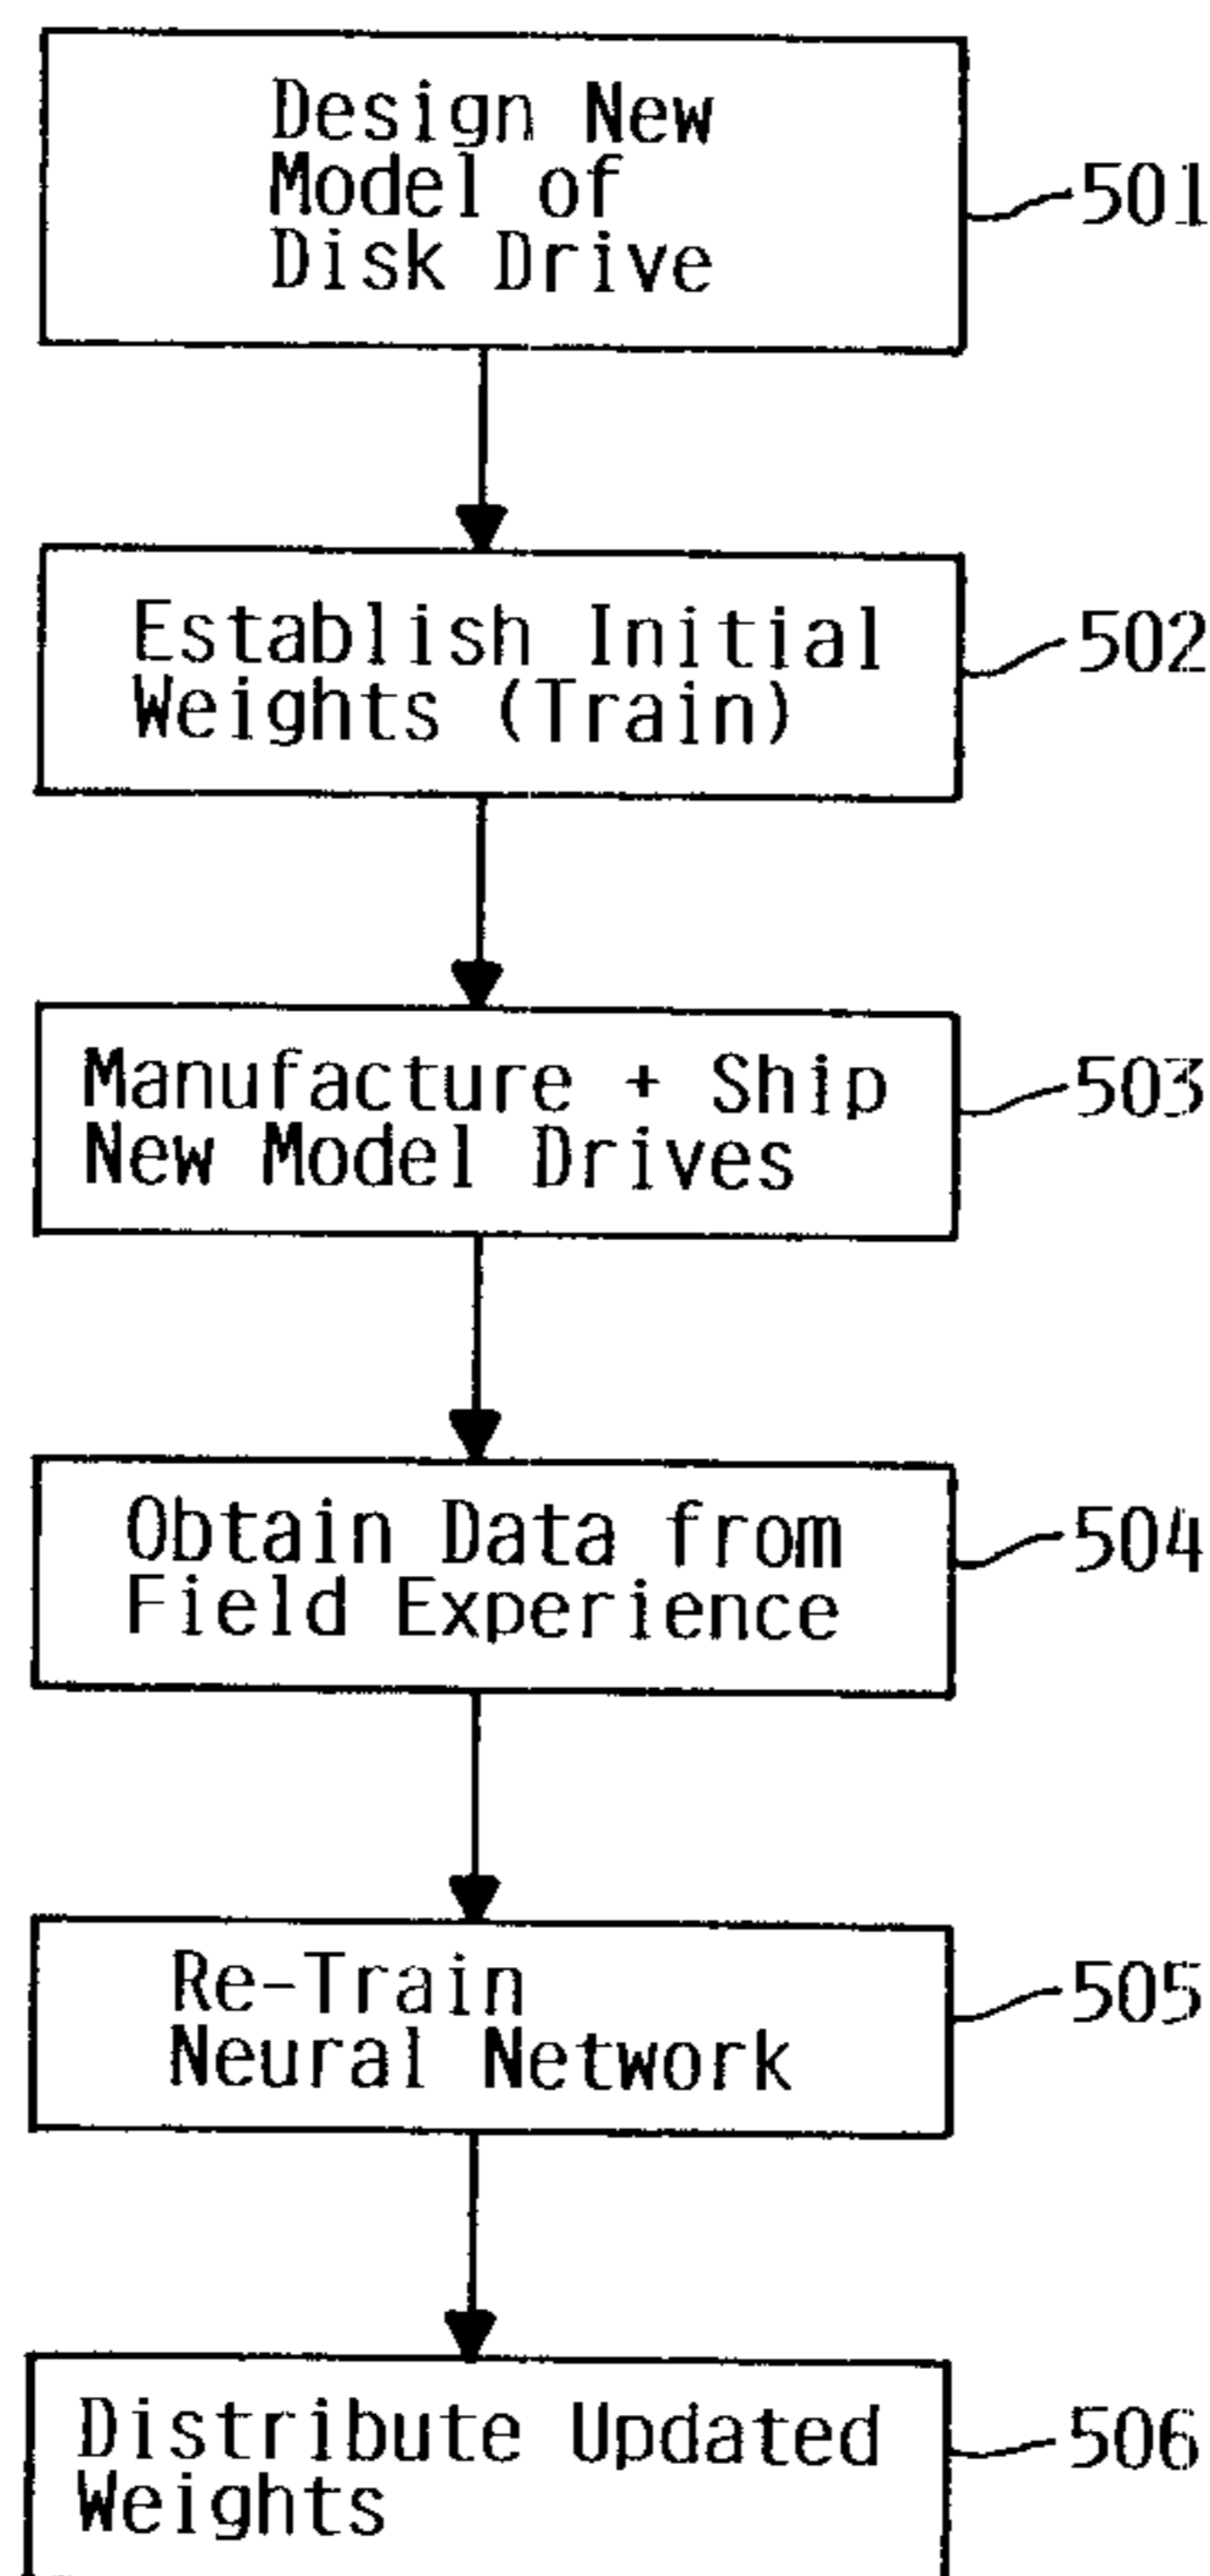 Design New
Model of
Disk Drive
501
Establish Initial
Weights (Train)
502
Manufacture + Ship
New Model Drives
503
Obtain Data from
Field Experience
504
Re-Train
Neural Network
505
Distribute Updated
Weights
506